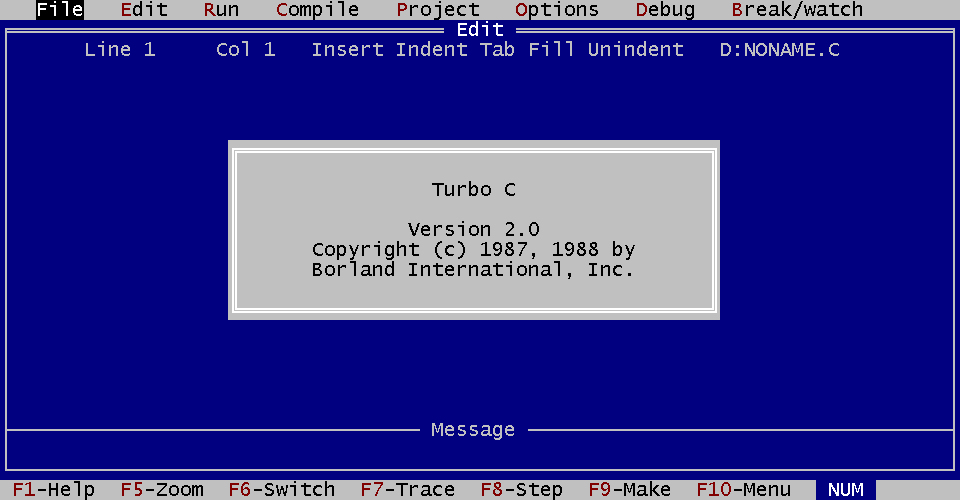 File Edit Run Compile Project Options Debug Break/watch
Edit
Line 1 Col 1 Insert Indent Tab Fill Unindent D:NONAME.C
Turbo C
Version 2.0
Copyright (c) 1987, 1988 by
Borland International, Inc.
Message
F1-Help F5-Zoom F6-Switch F7-Trace F8-Step F9-Make F10-Menu NUM